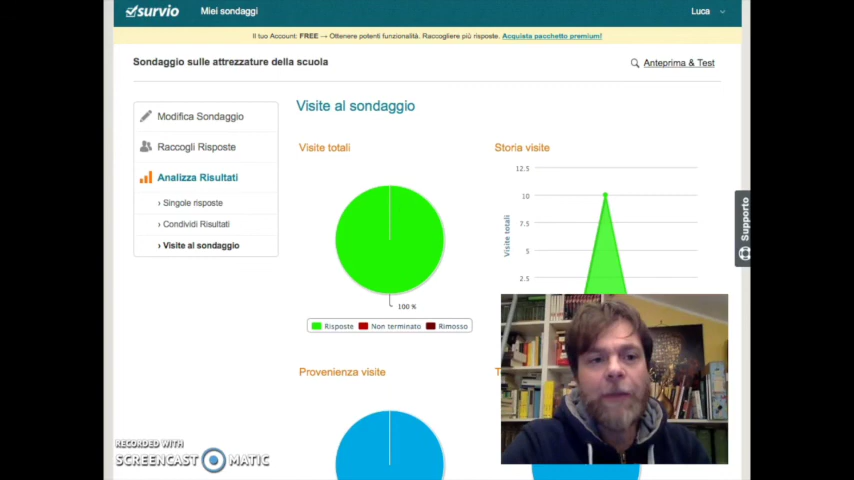 survio
Miei sondaggi
Luca
Il tuo Account: FREE → Ottenere potenti funzionalità. Raccogliere più risposte. Acquista pacchetto premium!
Sondaggio sulle attrezzature della scuola
Anteprima & Test
Modifica Sondaggio
Raccogli Risposte
Analizza Risultati
› Singole risposte
› Condividi Risultati
› Visite al sondaggio
Visite al sondaggio
Visite totali
100 %
Risposte Non terminato Rimosso
Storia visite
12.5
10
7.5
5
2.5
Visite totali
Supporto
Provenienza visite
RECORDED WITH
SCREENCAST MATIC